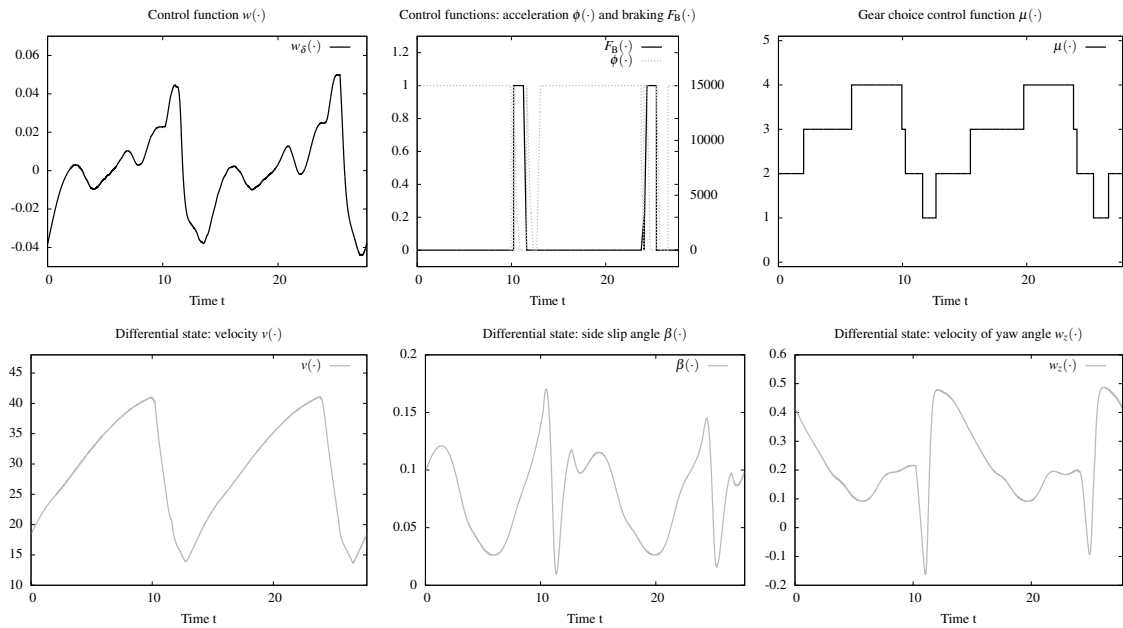 Control function w(·)
0.06
0.04
0.02
0
-0.02
-0.04
w_δ(·)
0 10 20
Time t
Control functions: acceleration ϕ(·) and braking F_B(·)
1.2
1
0.8
0.6
0.4
0.2
0
F_B(·)
ϕ(·)
15000
10000
5000
0
0 10 20
Time t
Gear choice control function μ(·)
5
4
3
2
1
0
μ(·)
0 10 20
Time t
Differential state: velocity v(·)
45
40
35
30
25
20
15
10
v(·)
0 10 20
Time t
Differential state: side slip angle β(·)
0.2
0.15
0.1
0.05
0
β(·)
0 10 20
Time t
Differential state: velocity of yaw angle w_z(·)
0.6
0.5
0.4
0.3
0.2
0.1
0
-0.1
-0.2
w_z(·)
0 10 20
Time t